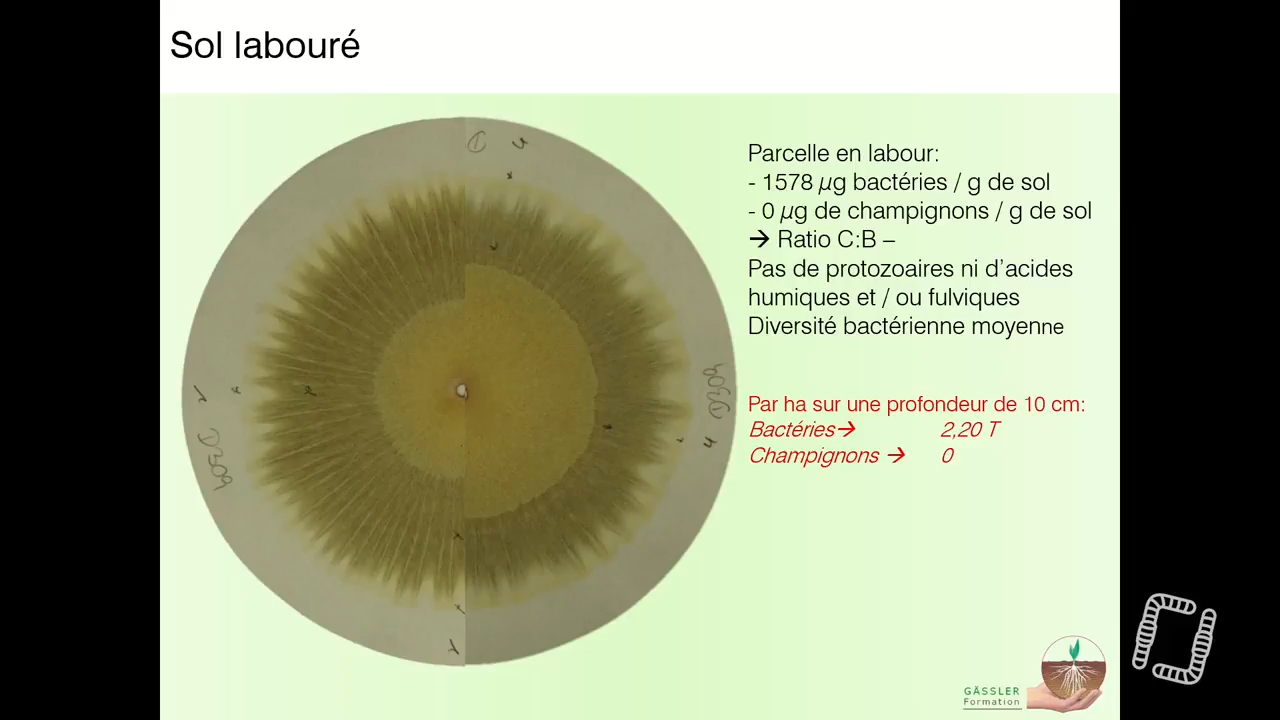 Sol labouré
Parcelle en labour:
- 1578 µg bactéries / g de sol
- 0 µg de champignons / g de sol
→ Ratio C:B –
Pas de protozoaires ni d’acides
humiques et / ou fulviques
Diversité bactérienne moyenne
Par ha sur une profondeur de 10 cm:
Bactéries→ 2,20 T
Champignons → 0
GÄSSLER
Formation